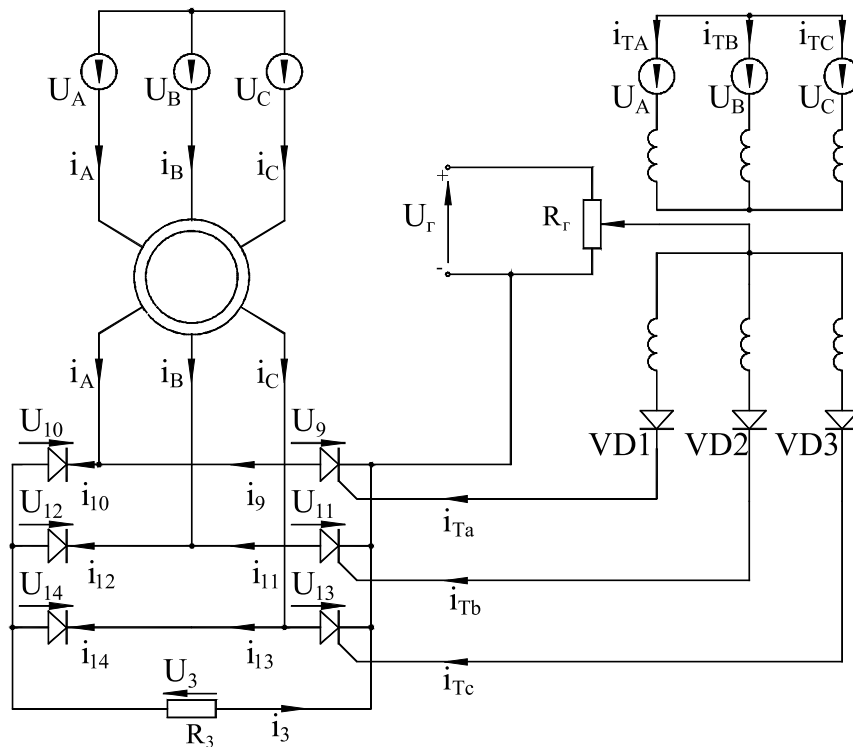 i_TA i_TB i_TC
U_A U_B U_C
U_A U_B U_C
i_A i_B i_C
+
U_г R_г
-
i_A i_B i_C
U_10 U_9
VD1 VD2 VD3
i_10 i_9
U_12 U_11
i_Ta
i_12 i_11
U_14 U_13
i_Tb
i_14 i_13
U_3
i_Tc
R_3 i_3